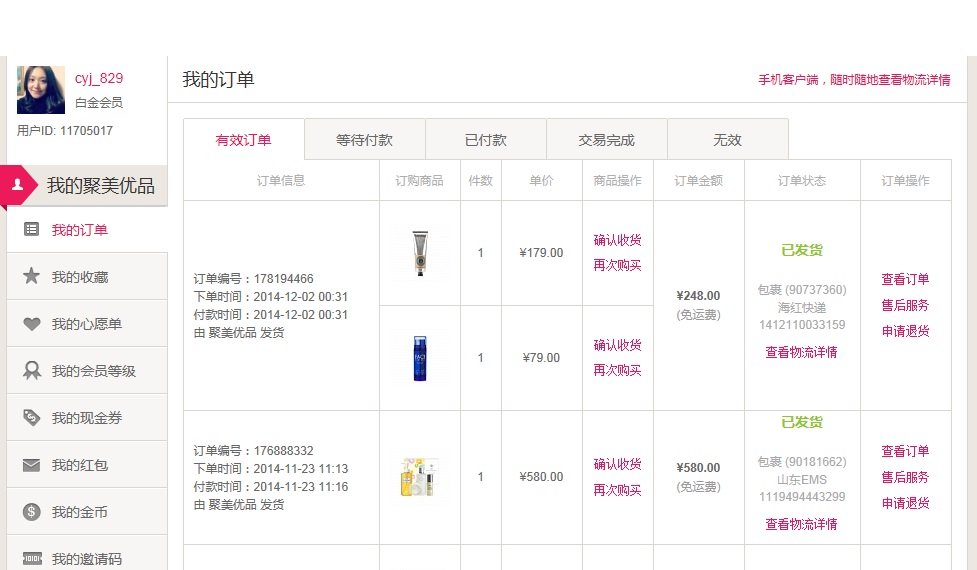 cyj_829
白金会员
用户ID: 11705017
我的聚美优品
我的订单
我的收藏
我的心愿单
我的会员等级
我的现金券
我的红包
我的金币
我的邀请码
我的订单
手机客户端，随时随地查看物流详情
有效订单 等待付款 已付款 交易完成 无效
订单信息 订购商品 件数 单价 商品操作 订单金额 订单状态 订单操作
订单编号：178194466
下单时间：2014-12-02 00:31
付款时间：2014-12-02 00:31
由 聚美优品 发货
1
¥179.00
确认收货
再次购买
FACE
1
¥79.00
确认收货
再次购买
¥248.00
(免运费)
已发货
包裹 (90737360)
海红快递
1412110033159
查看物流详情
查看订单
售后服务
申请退货
订单编号：176888332
下单时间：2014-11-23 11:13
付款时间：2014-11-23 11:16
由 聚美优品 发货
1
¥580.00
确认收货
再次购买
¥580.00
(免运费)
已发货
包裹 (90181662)
山东EMS
1119494443299
查看物流详情
查看订单
售后服务
申请退货